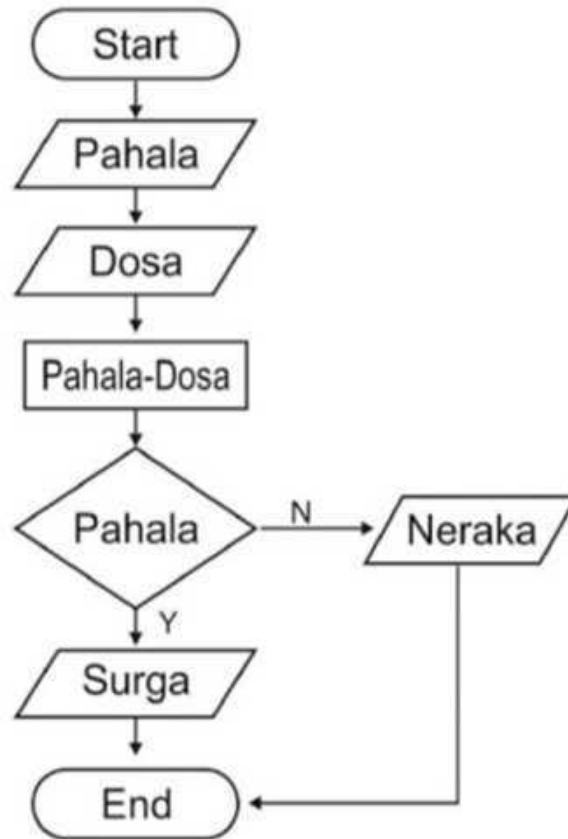 Start
Pahala
Dosa
Pahala-Dosa
Pahala
N
Neraka
Y
Surga
End